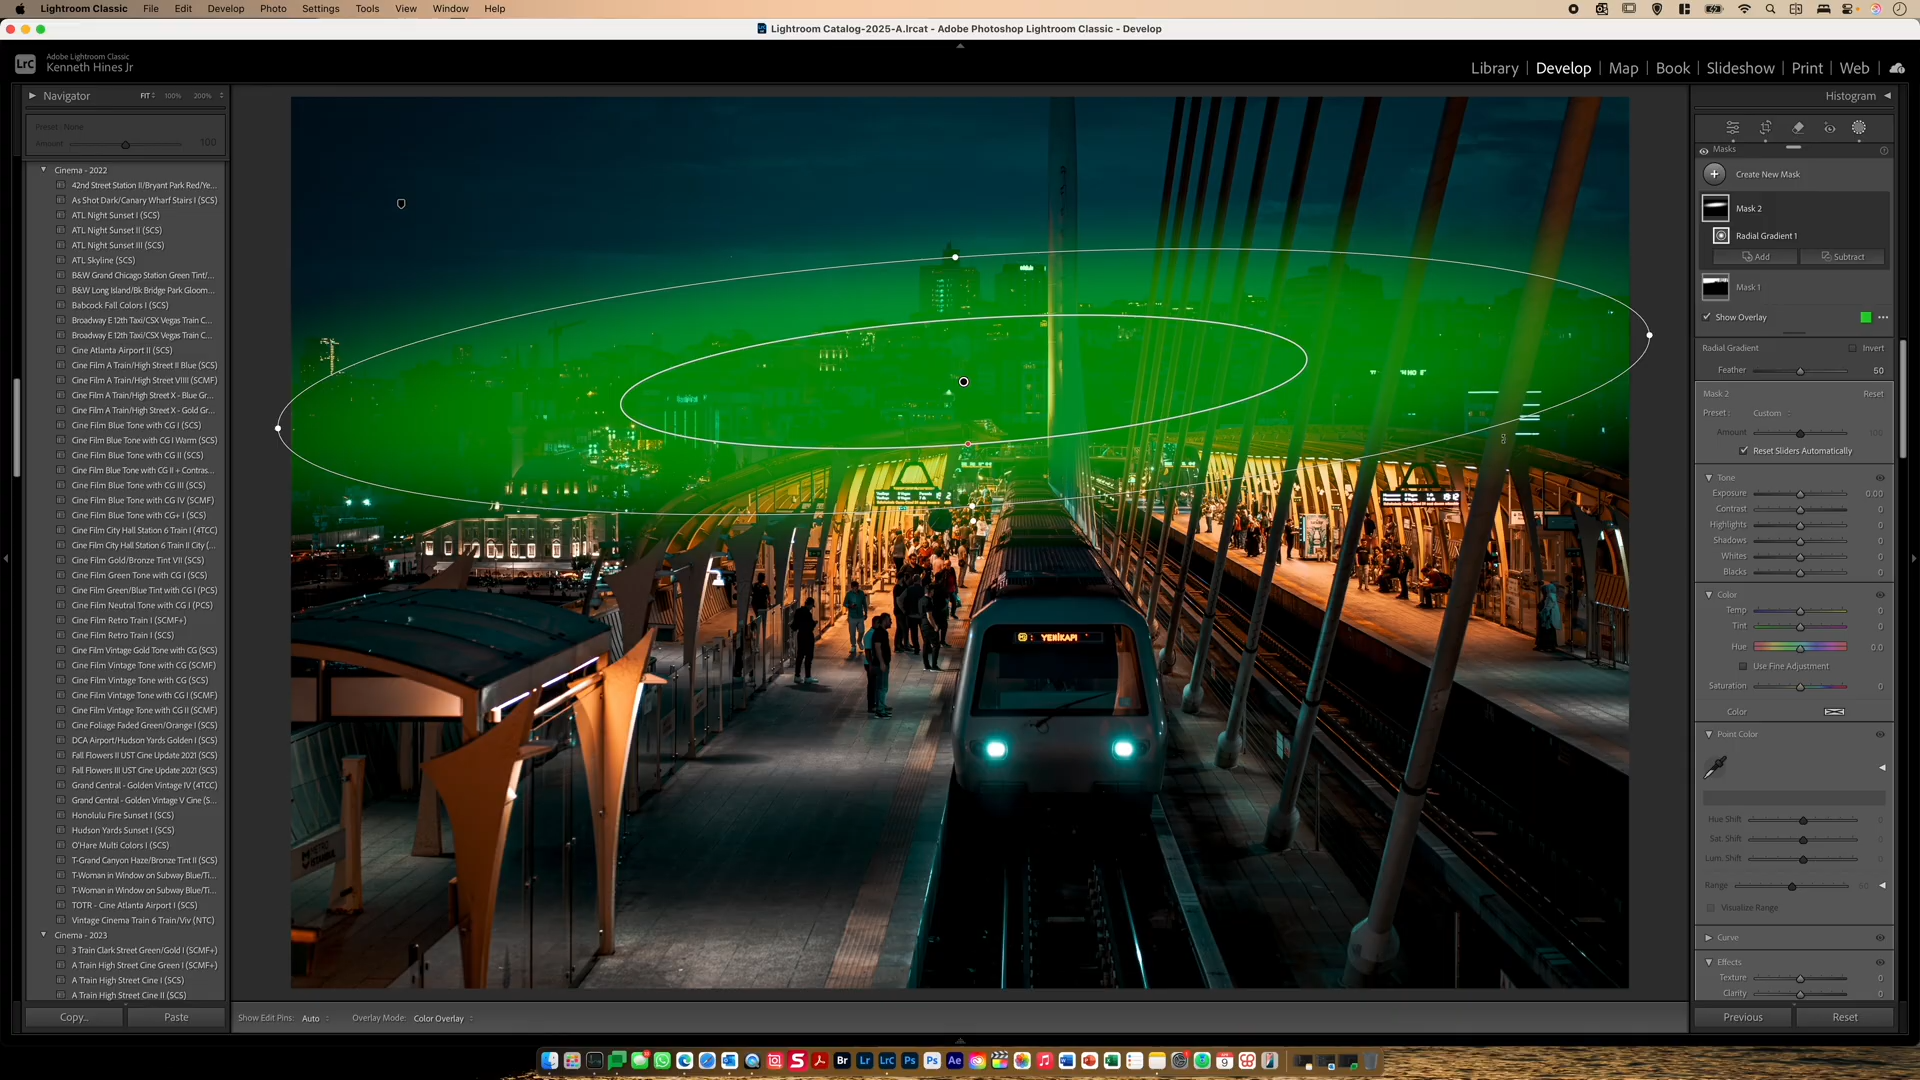 Lightroom Classic File Edit Develop Photo Settings Tools View Window Help
Lightroom Catalog-2025-A.lrcat - Adobe Photoshop Lightroom Classic - Develop
LrC
Adobe Lightroom Classic
Kenneth Hines Jr
Library | Develop | Map | Book | Slideshow | Print | Web
Navigator FIT 100% 200%
Preset : None
Amount 100
Cinema - 2022
42nd Street Station II/Bryant Park Red/Ye...
As Shot Dark/Canary Wharf Stairs I (SCS)
ATL Night Sunset I (SCS)
ATL Night Sunset II (SCS)
ATL Night Sunset III (SCS)
ATL Skyline (SCS)
B&W Grand Chicago Station Green Tint/...
B&W Long Island/Bk Bridge Park Gloom...
Babcock Fall Colors I (SCS)
Broadway E 12th Taxi/CSX Vegas Train C...
Broadway E 12th Taxi/CSX Vegas Train C...
Cine Atlanta Airport II (SCS)
Cine Film A Train/High Street II Blue (SCS)
Cine Film A Train/High Street VIIII (SCMF)
Cine Film A Train/High Street X - Blue Gr...
Cine Film A Train/High Street X - Gold Gr...
Cine Film Blue Tone with CG I (SCS)
Cine Film Blue Tone with CG I Warm (SCS)
Cine Film Blue Tone with CG II (SCS)
Cine Film Blue Tone with CG II + Contras...
Cine Film Blue Tone with CG III (SCS)
Cine Film Blue Tone with CG IV (SCMF)
Cine Film Blue Tone with CG+ I (SCS)
Cine Film City Hall Station 6 Train I (4TCC)
Cine Film City Hall Station 6 Train II City (...
Cine Film Gold/Bronze Tint VII (SCS)
Cine Film Green Tone with CG I (SCS)
Cine Film Green/Blue Tint with CG I (PCS)
Cine Film Neutral Tone with CG I (PCS)
Cine Film Retro Train I (SCMF+)
Cine Film Retro Train I (SCS)
Cine Film Vintage Gold Tone with CG (SCS)
Cine Film Vintage Tone with CG (SCMF)
Cine Film Vintage Tone with CG (SCS)
Cine Film Vintage Tone with CG I (SCMF)
Cine Film Vintage Tone with CG II (SCMF)
Cine Foliage Faded Green/Orange I (SCS)
DCA Airport/Hudson Yards Golden I (SCS)
Fall Flowers II UST Cine Update 2021 (SCS)
Fall Flowers III UST Cine Update 2021 (SCS)
Grand Central - Golden Vintage IV (4TCC)
Grand Central - Golden Vintage V Cine (S...
Honolulu Fire Sunset I (SCS)
Hudson Yards Sunset I (SCS)
O'Hare Multi Colors I (SCS)
T-Grand Canyon Haze/Bronze Tint II (SCS)
T-Woman in Window on Subway Blue/Ti...
T-Woman in Window on Subway Blue/Ti...
TOTR - Cine Atlanta Airport I (SCS)
Vintage Cinema Train 6 Train/Viv (NTC)
Cinema - 2023
3 Train Clark Street Green/Gold I (SCMF+)
A Train High Street Cine Green I (SCMF+)
A Train High Street Cine I (SCS)
A Train High Street Cine II (SCS)
Copy... Paste
YENİKAPI
Show Edit Pins: Auto Overlay Mode: Color Overlay
Histogram
Masks
Create New Mask
Mask 2
Radial Gradient 1
Add Subtract
Mask 1
Show Overlay
Radial Gradient Invert
Feather 50
Mask 2 Reset
Preset : Custom
Amount 100
Reset Sliders Automatically
Tone
Exposure 0.00
Contrast 0
Highlights 0
Shadows 0
Whites 0
Blacks 0
Color
Temp 0
Tint 0
Hue 0.0
Use Fine Adjustment
Saturation 0
Color
Point Color
Hue Shift 0
Sat. Shift 0
Lum. Shift 0
Range 50
Visualize Range
Curve
Effects
Texture 0
Clarity 0
Previous Reset
Br Lr LrC Ps Ps Ae
9